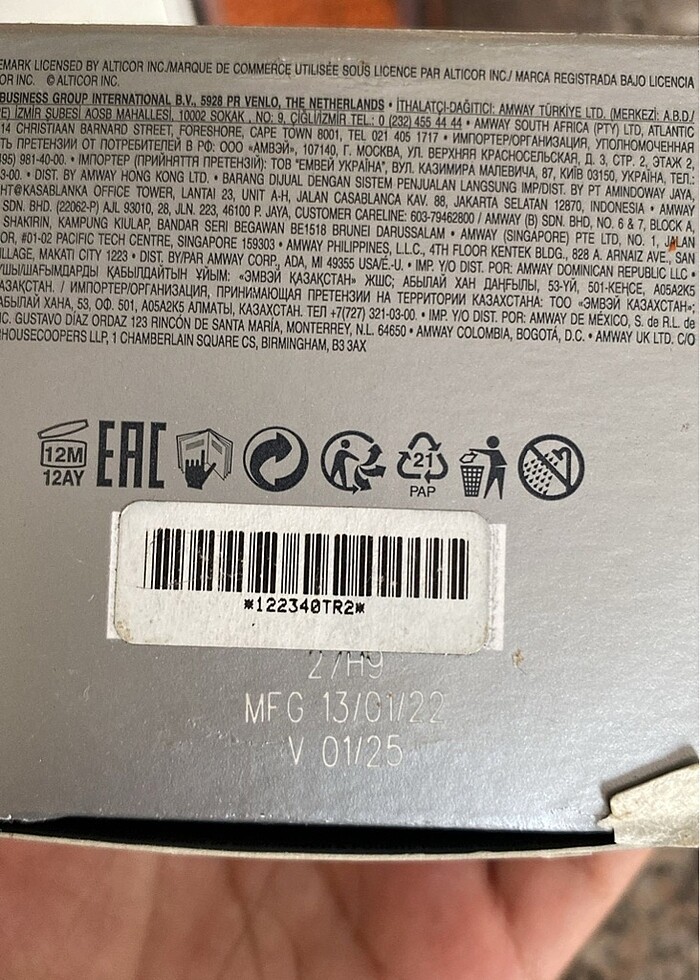 EMARK LICENSED BY ALTICOR INC./MARQUE DE COMMERCE UTILISÉE SOUS LICENCE PAR ALTICOR INC./ MARCA REGISTRADA BAJO LICENCIA
OR INC. © ALTICOR INC.
BUSINESS GROUP INTERNATIONAL B.V., 5928 PR VENLO, THE NETHERLANDS • İTHALATÇI-DAĞITICI: AMWAY TÜRKİYE LTD. (MERKEZİ: A.B.D./
E) İZMİR ŞUBESİ AOSB MAHALLESİ, 10002 SOKAK , NO: 9, ÇİĞLİ/İZMİR TEL.: 0 (232) 455 44 44 • AMWAY SOUTH AFRICA (PTY) LTD, ATLANTIC
14 CHRISTIAAN BARNARD STREET, FORESHORE, CAPE TOWN 8001, TEL 021 405 1717 • ИМПОРТЕР/ОРГАНИЗАЦИЯ, УПОЛНОМОЧЕННАЯ
ТЬ ПРЕТЕНЗИИ ОТ ПОТРЕБИТЕЛЕЙ В РФ: ООО «АМВЭЙ», 107140, Г. МОСКВА, УЛ. ВЕРХНЯЯ КРАСНОСЕЛЬСКАЯ, Д. 3, СТР. 2, ЭТАЖ 2,
95) 981-40-00. • ІМПОРТЕР (ПРИЙНЯТТЯ ПРЕТЕНЗІЙ): ТОВ "ЕМВЕЙ УКРАЇНА", ВУЛ. КАЗИМИРА МАЛЕВИЧА, 87, КИЇВ 03150, УКРАЇНА, ТЕЛ.:
3-00. • DIST. BY AMWAY HONG KONG LTD. • BARANG DIJUAL DENGAN SISTEM PENJUALAN LANGSUNG IMP/DIST. BY PT AMINDOWAY JAYA,
HT@KASABLANKA OFFICE TOWER, LANTAI 23, UNIT A-H, JALAN CASABLANCA KAV. 88, JAKARTA SELATAN 12870, INDONESIA • AMWAY
SDN. BHD. (22062-P) AJL 93010, 28, JLN. 223, 46100 P. JAYA, CUSTOMER CARELINE: 603-79462800 / AMWAY (B) SDN. BHD, NO. 6 & 7, BLOCK A,
SHAKIRIN, KAMPUNG KIULAP, BANDAR SERI BEGAWAN BE1518 BRUNEI DARUSSALAM • AMWAY (SINGAPORE) PTE LTD, NO. 1,
OR, #01-02 PACIFIC TECH CENTRE, SINGAPORE 159303 • AMWAY PHILIPPINES, L.L.C., 4TH FLOOR KENTEK BLDG., 828 A. ARNAIZ AVE., SAN
ILLAGE, MAKATI CITY 1223 • DIST. BY/PAR AMWAY CORP., ADA, MI 49355 USA/É.-U. • IMP. Y/O DIST. POR: AMWAY DOMINICAN REPUBLIC LLC •
УШЫ/ШАҒЫМДАРДЫ ҚАБЫЛДАЙТЫН ҰЙЫМ: «ЭМВЭЙ ҚАЗАҚСТАН» ЖШС; АБЫЛАЙ ХАН ДАҢҒЫЛЫ, 53-ҮЙ, 501-КЕҢСЕ, A05A2K5
АЗАҚСТАН. / ИМПОРТЕР/ОРГАНИЗАЦИЯ, ПРИНИМАЮЩАЯ ПРЕТЕНЗИИ НА ТЕРРИТОРИИ КАЗАХСТАНА: ТОО «ЭМВЭЙ КАЗАХСТАН»;
АБЫЛАЙ ХАНА, 53, ОФ. 501, A05A2K5 АЛМАТЫ, КАЗАХСТАН. ТЕЛ +7(727) 321-03-00. • IMP. Y/O DIST. POR: AMWAY DE MÉXICO, S. de R.L. de
C. GUSTAVO DÍAZ ORDAZ 123 RINCÓN DE SANTA MARÍA, MONTERREY, N.L. 64650 • AMWAY COLOMBIA, BOGOTÁ, D.C. • AMWAY UK LTD. C/O
HOUSECOOPERS LLP, 1 CHAMBERLAIN SQUARE CS, BIRMINGHAM, B3 3AX
12M
12AY
EAC
21
PAP
*122340TR2*
27H9
MFG 13/01/22
V 01/25